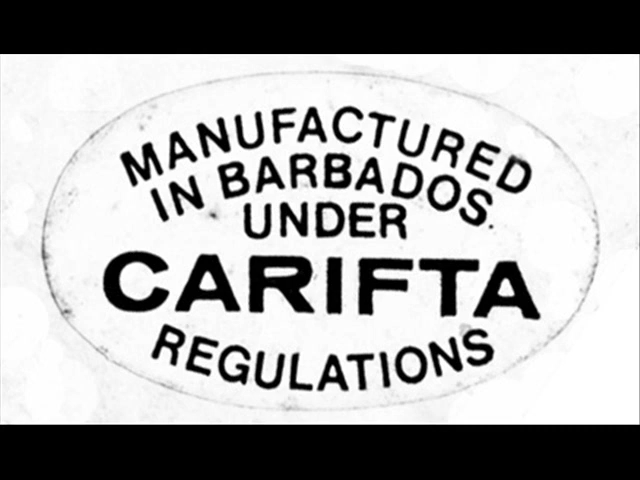 MANUFACTURED
IN BARBADOS
UNDER
CARIFTA
REGULATIONS